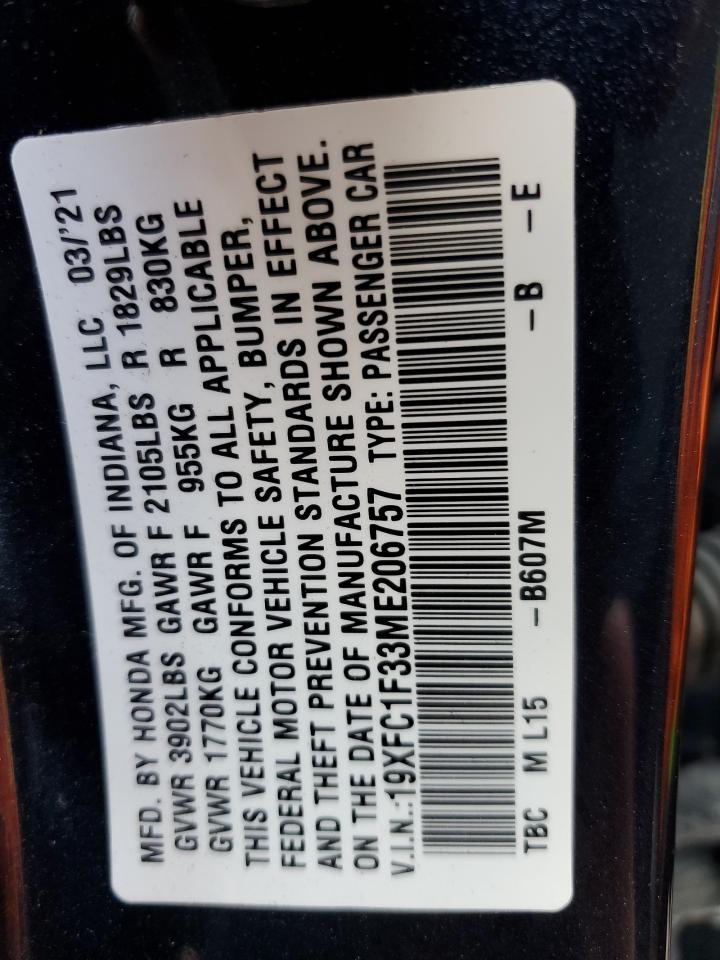 MFD. BY HONDA MFG. OF INDIANA, LLC 03/'21
GVWR 3902LBS GAWR F 2105LBS R 1829LBS
GVWR 1770KG GAWR F 955KG R 830KG
THIS VEHICLE CONFORMS TO ALL APPLICABLE
FEDERAL MOTOR VEHICLE SAFETY, BUMPER,
AND THEFT PREVENTION STANDARDS IN EFFECT
ON THE DATE OF MANUFACTURE SHOWN ABOVE.
V.I.N.:19XFC1F33ME206757 TYPE: PASSENGER CAR
TBC M L15 -B607M -B -E